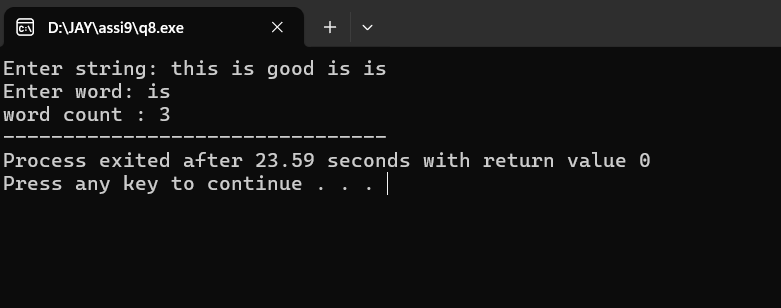 D:\JAY\assi9\q8.exe
Enter string: this is good is is
Enter word: is
word count : 3
--------------------------------
Process exited after 23.59 seconds with return value 0
Press any key to continue . . .